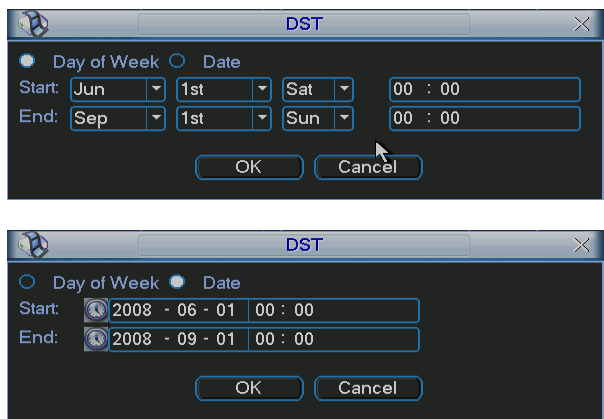 DST
Day of Week Date
Start: Jun 1st Sat 00 : 00
End: Sep 1st Sun 00 : 00
OK Cancel
DST
Day of Week Date
Start: 2008 - 06 - 01 00 : 00
End: 2008 - 09 - 01 00 : 00
OK Cancel